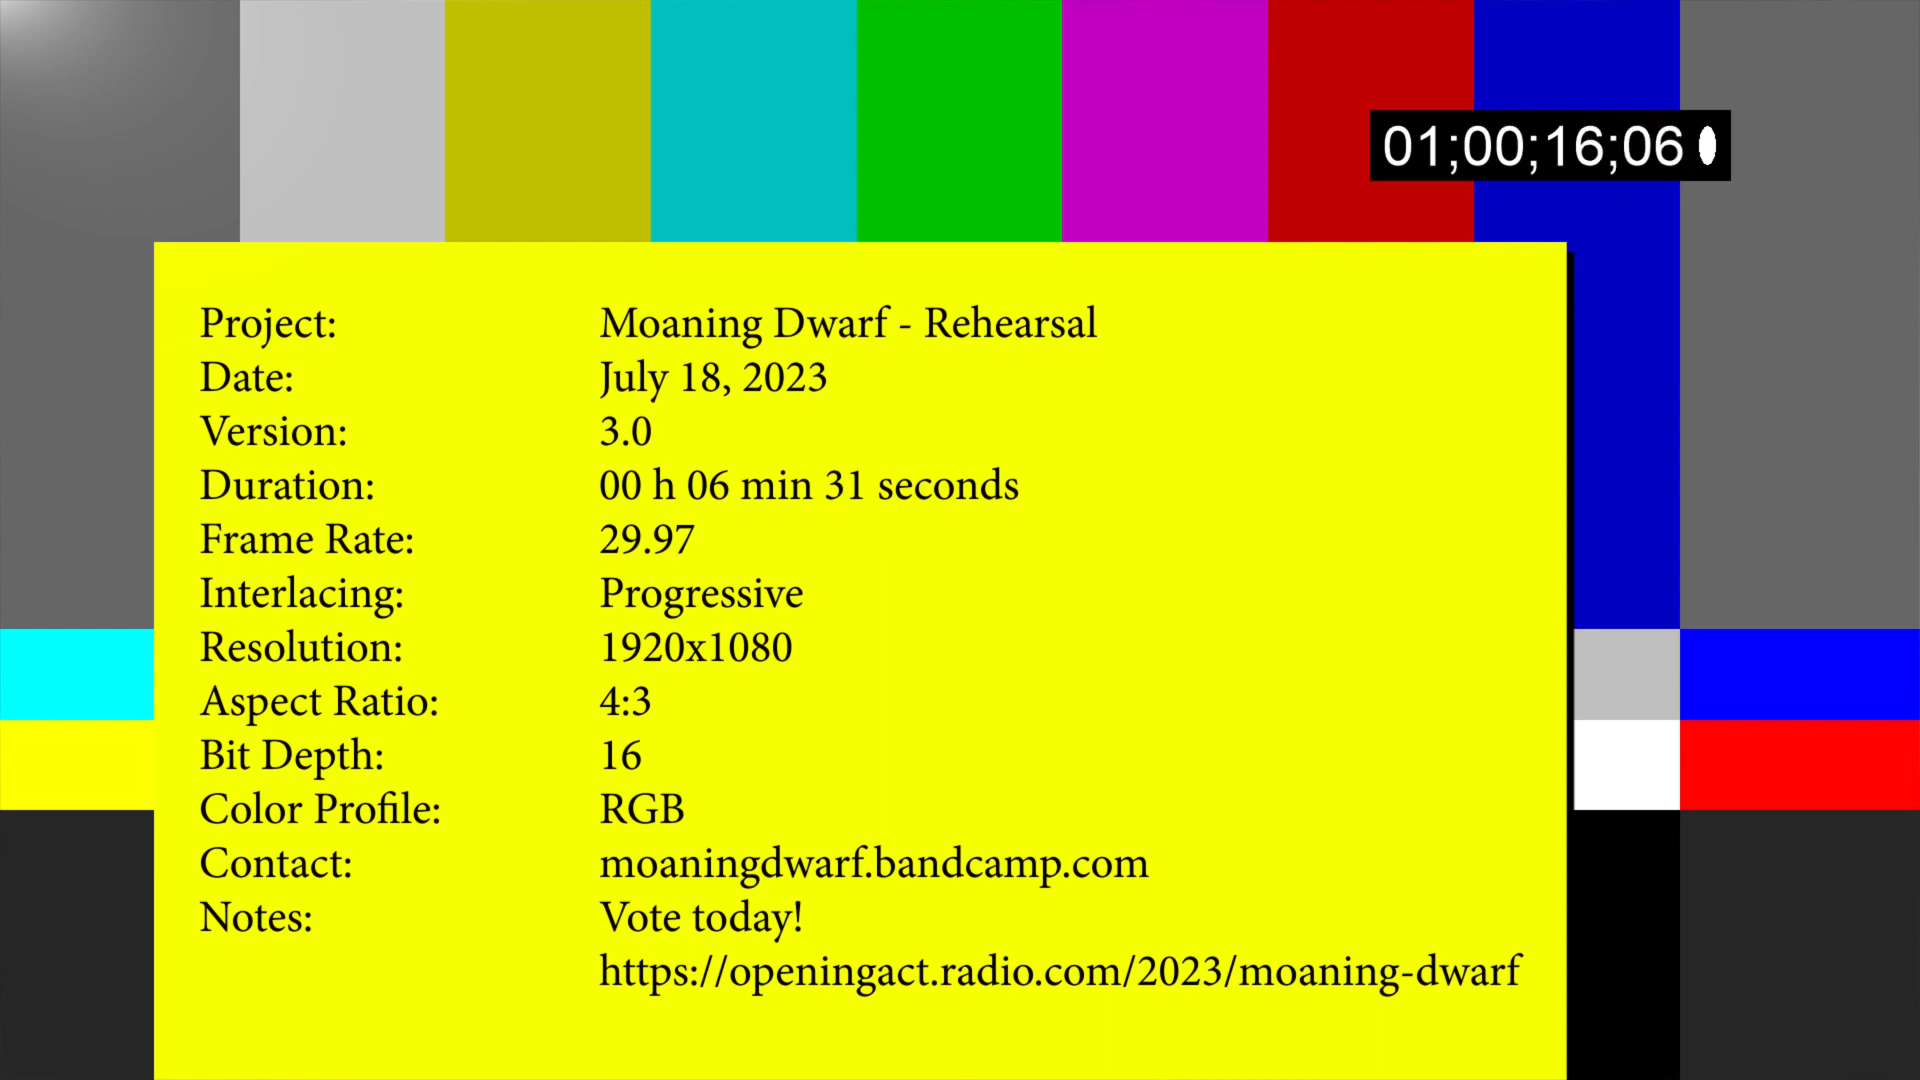 01;00;16;06
Project: Moaning Dwarf - Rehearsal
Date: July 18, 2023
Version: 3.0
Duration: 00 h 06 min 31 seconds
Frame Rate: 29.97
Interlacing: Progressive
Resolution: 1920x1080
Aspect Ratio: 4:3
Bit Depth: 16
Color Profile: RGB
Contact: moaningdwarf.bandcamp.com
Notes: Vote today!
https://openingact.radio.com/2023/moaning-dwarf